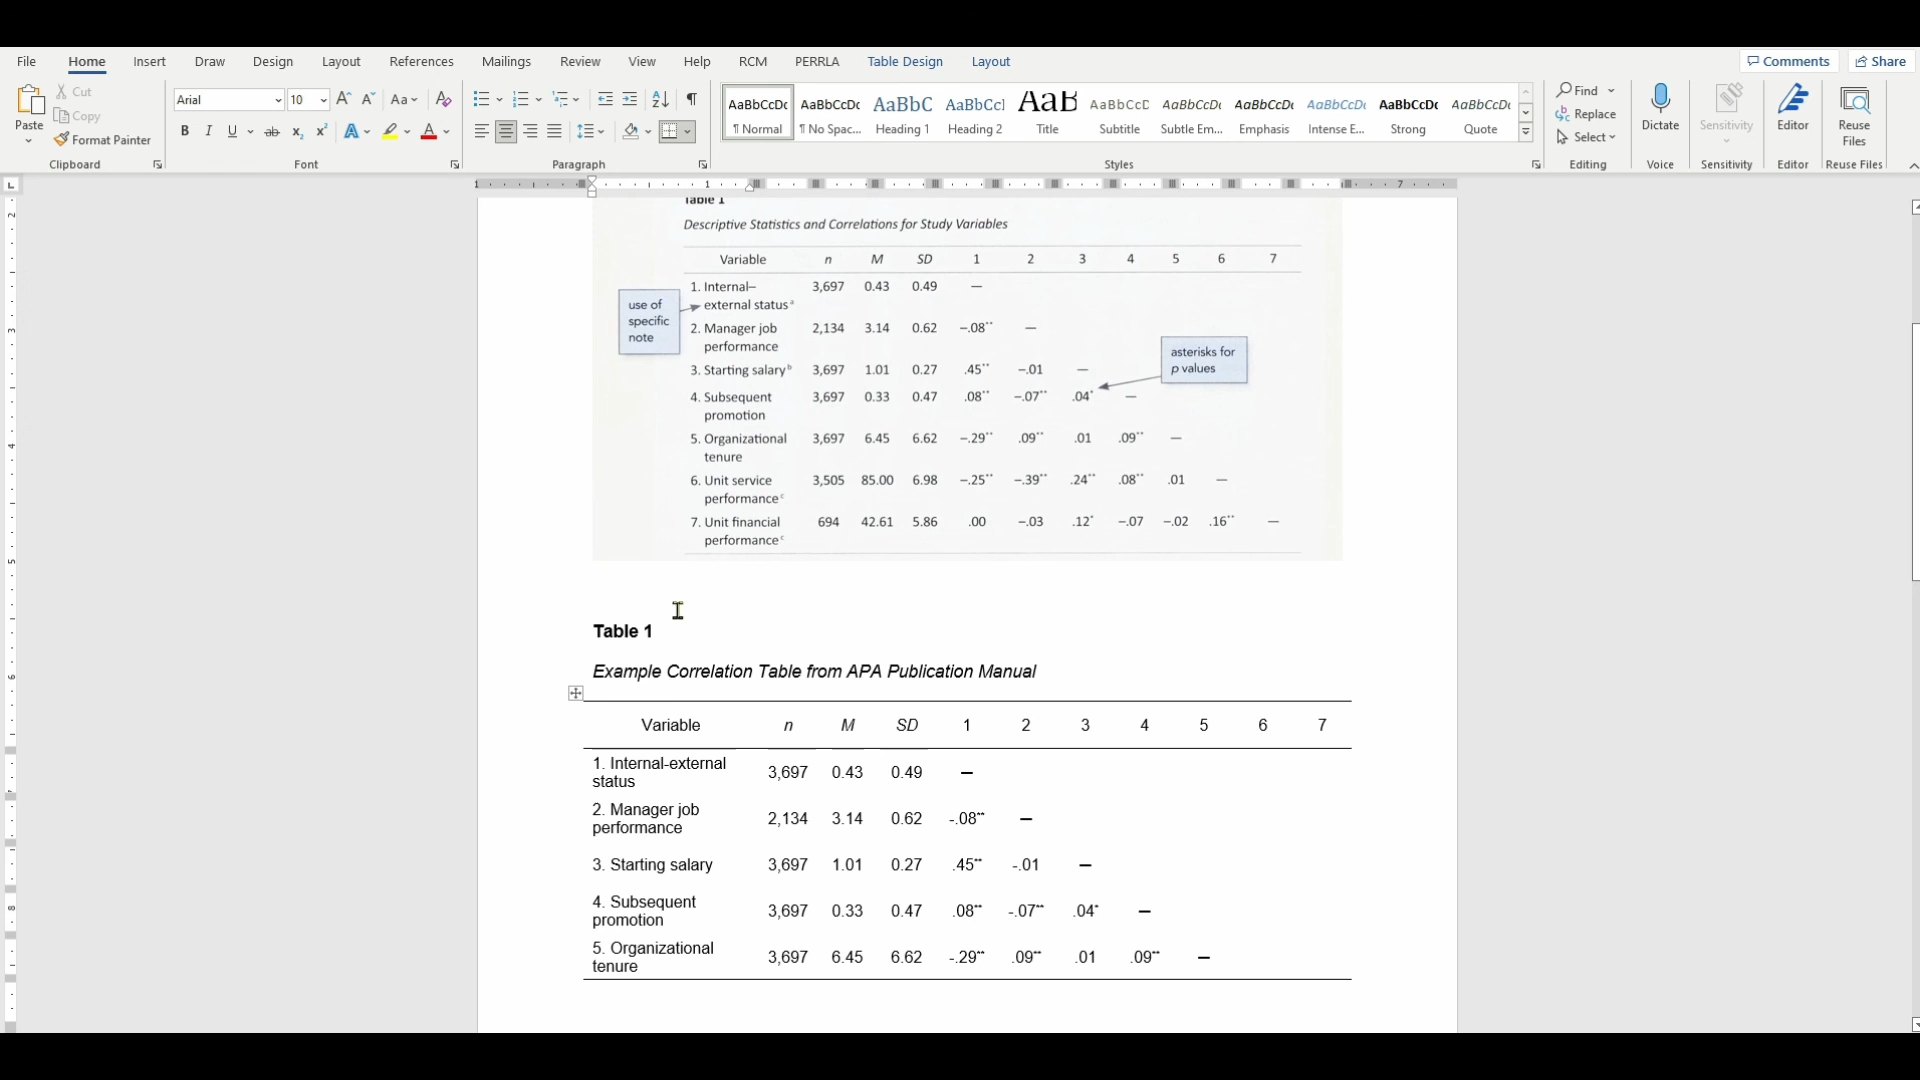 File Home Insert Draw Design Layout References Mailings Review View Help RCM PERRLA Table Design Layout Comments Share
Paste Cut Copy Format Painter
Arial 10 Aa
AaBbCcDc AaBbCcDc AaBbC AaBbCcl AaB AaBbCcD AaBbCcDc AaBbCcDc AaBbCcDc AaBbCcDc AaBbCcDc
¶ Normal ¶ No Spac... Heading 1 Heading 2 Title Subtitle Subtle Em... Emphasis Intense E... Strong Quote
Find Replace Select
Dictate Sensitivity Editor Reuse Files
Clipboard Font Paragraph Styles Editing Voice Sensitivity Editor Reuse Files
1 1 7
Table 1
Descriptive Statistics and Correlations for Study Variables
Variable n M SD 1 2 3 4 5 6 7
1. Internal– 3,697 0.43 0.49 —
external status a
2. Manager job 2,134 3.14 0.62 –.08** —
performance
3. Starting salary b 3,697 1.01 0.27 .45** –.01 —
4. Subsequent 3,697 0.33 0.47 .08** –.07** .04* —
promotion
5. Organizational 3,697 6.45 6.62 –.29** .09** .01 .09** —
tenure
6. Unit service 3,505 85.00 6.98 –.25** –.39** .24** .08** .01 —
performance c
7. Unit financial 694 42.61 5.86 .00 –.03 .12* –.07 –.02 .16** —
performance c
use of
specific
note
asterisks for
p values
Table 1
Example Correlation Table from APA Publication Manual
Variable n M SD 1 2 3 4 5 6 7
1. Internal-external 3,697 0.43 0.49 —
status
2. Manager job 2,134 3.14 0.62 -.08** —
performance
3. Starting salary 3,697 1.01 0.27 .45** -.01 —
4. Subsequent 3,697 0.33 0.47 .08** -.07** .04* —
promotion
5. Organizational 3,697 6.45 6.62 -.29** .09** .01 .09** —
tenure